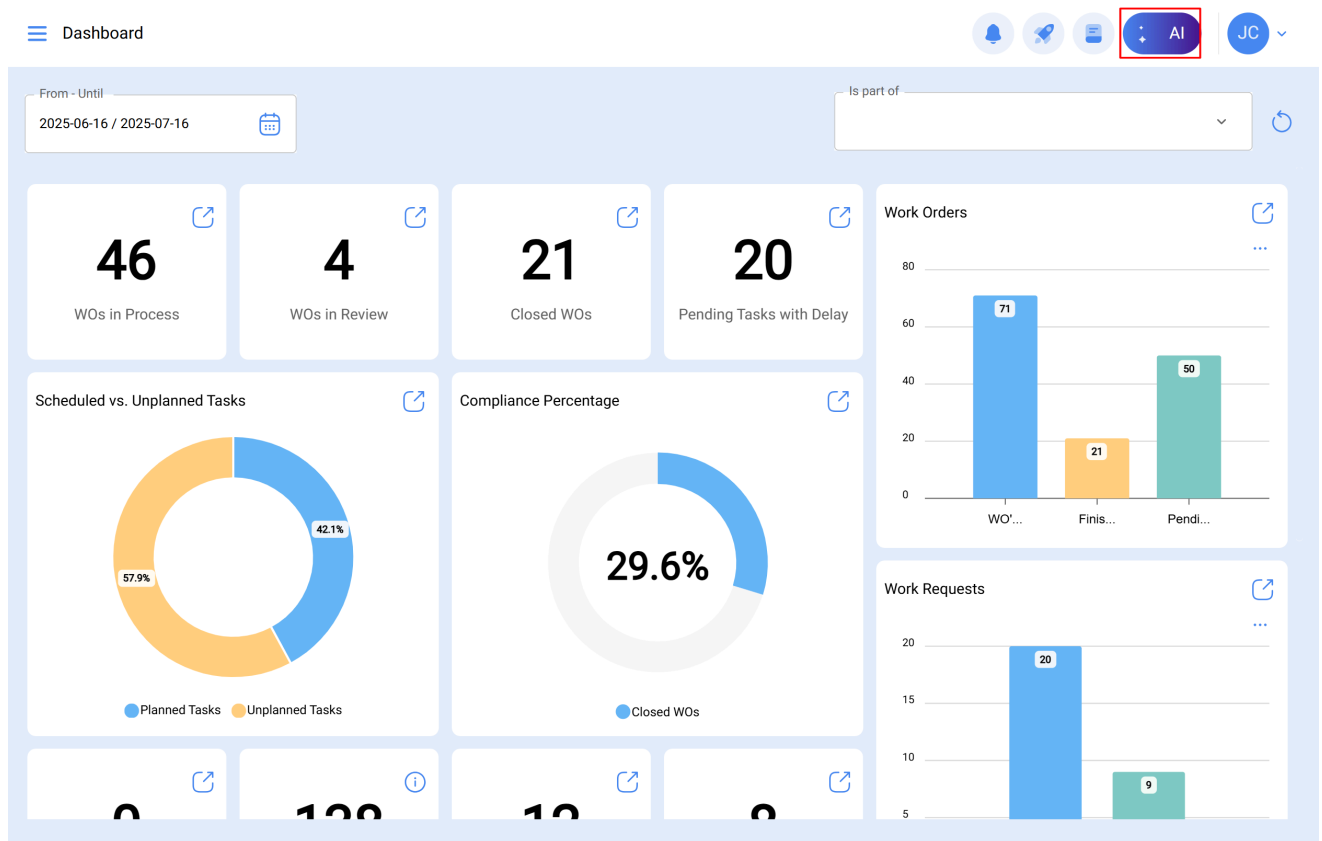 Dashboard
AI
JC
From - Until
2025-06-16 / 2025-07-16
Is part of
46
WOs in Process
4
WOs in Review
21
Closed WOs
20
Pending Tasks with Delay
Work Orders
80
60
40
20
0
71
21
50
WO'...
Finis...
Pendi...
Scheduled vs. Unplanned Tasks
42.1%
57.9%
Planned Tasks
Unplanned Tasks
Compliance Percentage
29.6%
Closed WOs
Work Requests
20
15
10
5
20
9